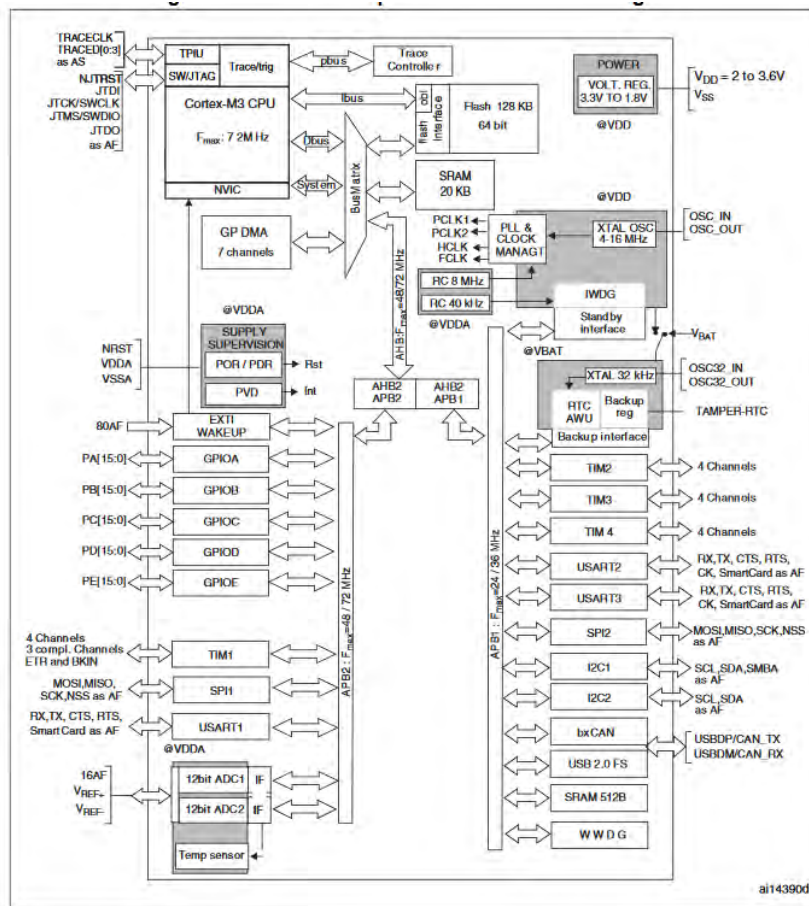 TRACECLK
TRACED[0:3]
as AS
NJTRST
JTDI
JTCK/SWCLK
JTMS/SWDIO
JTDO
as AF
TPIU
SW/JTAG
Trace/trig
Cortex-M3 CPU
Fmax : 7 2M Hz
NVIC
pbus
Trace
Controller
Ibus
Dbus
System
BusMatrix
obl
flash
interface
Flash 128 KB
64 bit
SRAM
20 KB
GP DMA
7 channels
POWER
VOLT. REG.
3.3V TO 1.8V
@VDD
VDD = 2 to 3.6V
VSS
@VDD
PCLK1
PCLK2
HCLK
FCLK
PLL &
CLOCK
MANAGT
XTAL OSC
4-16 MHz
OSC_IN
OSC_OUT
RC 8 MHz
RC 40 kHz
@VDDA
IWDG
Standby
interface
@VBAT
VBAT
XTAL 32 kHz
OSC32_IN
OSC32_OUT
RTC
AWU
Backup
reg
TAMPER-RTC
Backup interface
AHB:Fmax=48/72 MHz
@VDDA
SUPPLY
SUPERVISION
NRST
VDDA
VSSA
POR / PDR
Rst
PVD
Int
AHB2
APB2
AHB2
APB1
80AF
EXTI
WAKEUP
PA[15:0]
GPIOA
PB[15:0]
GPIOB
PC[15:0]
GPIOC
PD[15:0]
GPIOD
PE[15:0]
GPIOE
APB2 : Fmax=48 / 72 MHz
APB1 : Fmax=24 / 36 MHz
TIM2
4 Channels
TIM3
4 Channels
TIM 4
4 Channels
USART2
RX,TX, CTS, RTS,
CK, SmartCard as AF
USART3
RX,TX, CTS, RTS,
CK, SmartCard as AF
SPI2
MOSI,MISO,SCK,NSS
as AF
I2C1
SCL,SDA,SMBA
as AF
I2C2
SCL,SDA
as AF
bxCAN
USBDP/CAN_TX
USBDM/CAN_RX
USB 2.0 FS
SRAM 512B
W W D G
4 Channels
3 compl. Channels
ETR and BKIN
TIM1
MOSI,MISO,
SCK,NSS as AF
SPI1
RX,TX, CTS, RTS,
SmartCard as AF
USART1
@VDDA
16AF
VREF+
VREF-
12bit ADC1
IF
12bit ADC2
IF
Temp sensor
ai14390d